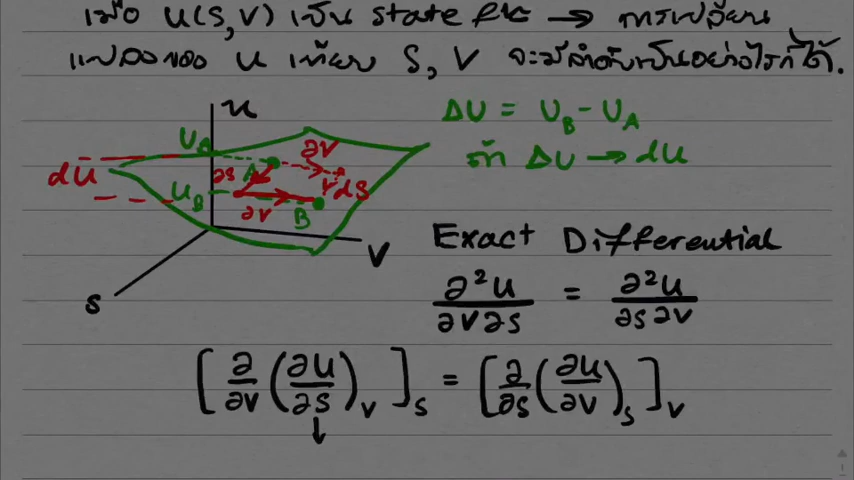 เมื่อ U(S,V) เป็น state fic → การเปลี่ยน
แปลงของ U เทียบ S, V จะมีลำดับเป็นอย่างไรก็ได้.
U
ΔU = U_B - U_A
U_A
∂V
ถ้า ΔU → dU
dU
∂S
A
∂S
U_B
∂V
B
V
S
Exact Differential
∂²U/∂V∂S = ∂²U/∂S∂V
[∂/∂V (∂U/∂S)_V]_S = [∂/∂S (∂U/∂V)_S]_V
↓